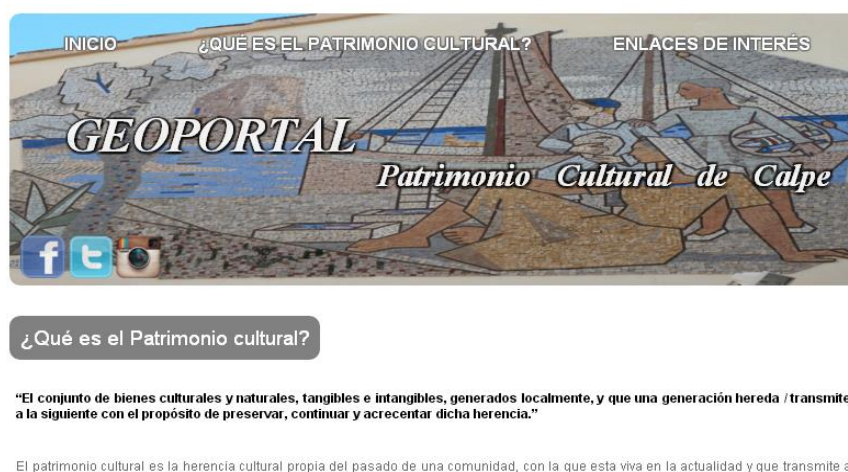 INICIO ¿QUÉ ES EL PATRIMONIO CULTURAL? ENLACES DE INTERÉS
GEOPORTAL
Patrimonio Cultural de Calpe
¿Qué es el Patrimonio cultural?
“El conjunto de bienes culturales y naturales, tangibles e intangibles, generados localmente, y que una generación hereda / transmite
a la siguiente con el propósito de preservar, continuar y acrecentar dicha herencia.”
El patrimonio cultural es la herencia cultural propia del pasado de una comunidad, con la que esta viva en la actualidad y que transmite a